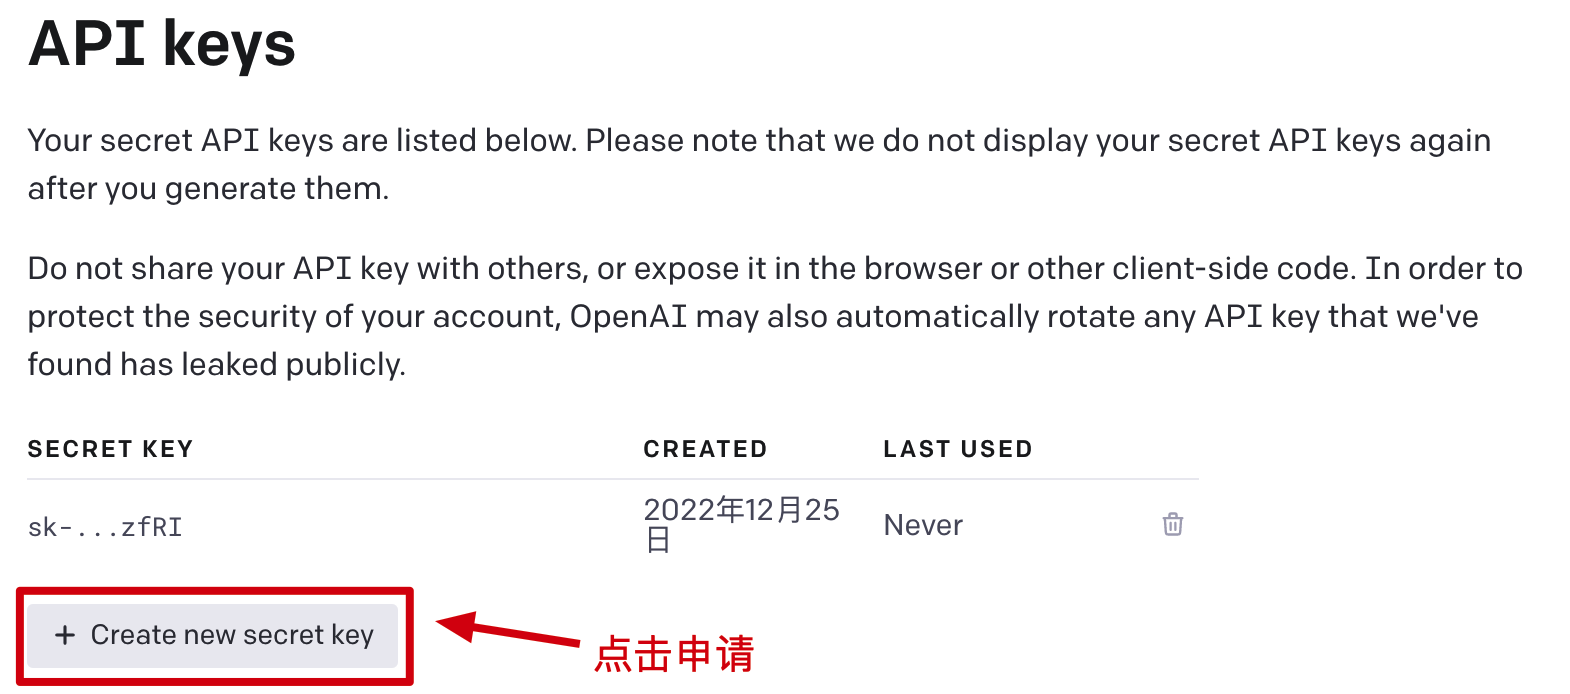 API keys
Your secret API keys are listed below. Please note that we do not display your secret API keys again
after you generate them.
Do not share your API key with others, or expose it in the browser or other client-side code. In order to
protect the security of your account, OpenAI may also automatically rotate any API key that we've
found has leaked publicly.
SECRET KEY CREATED LAST USED
sk-...zfRI 2022年12月25 Never
日
+ Create new secret key
点击申请